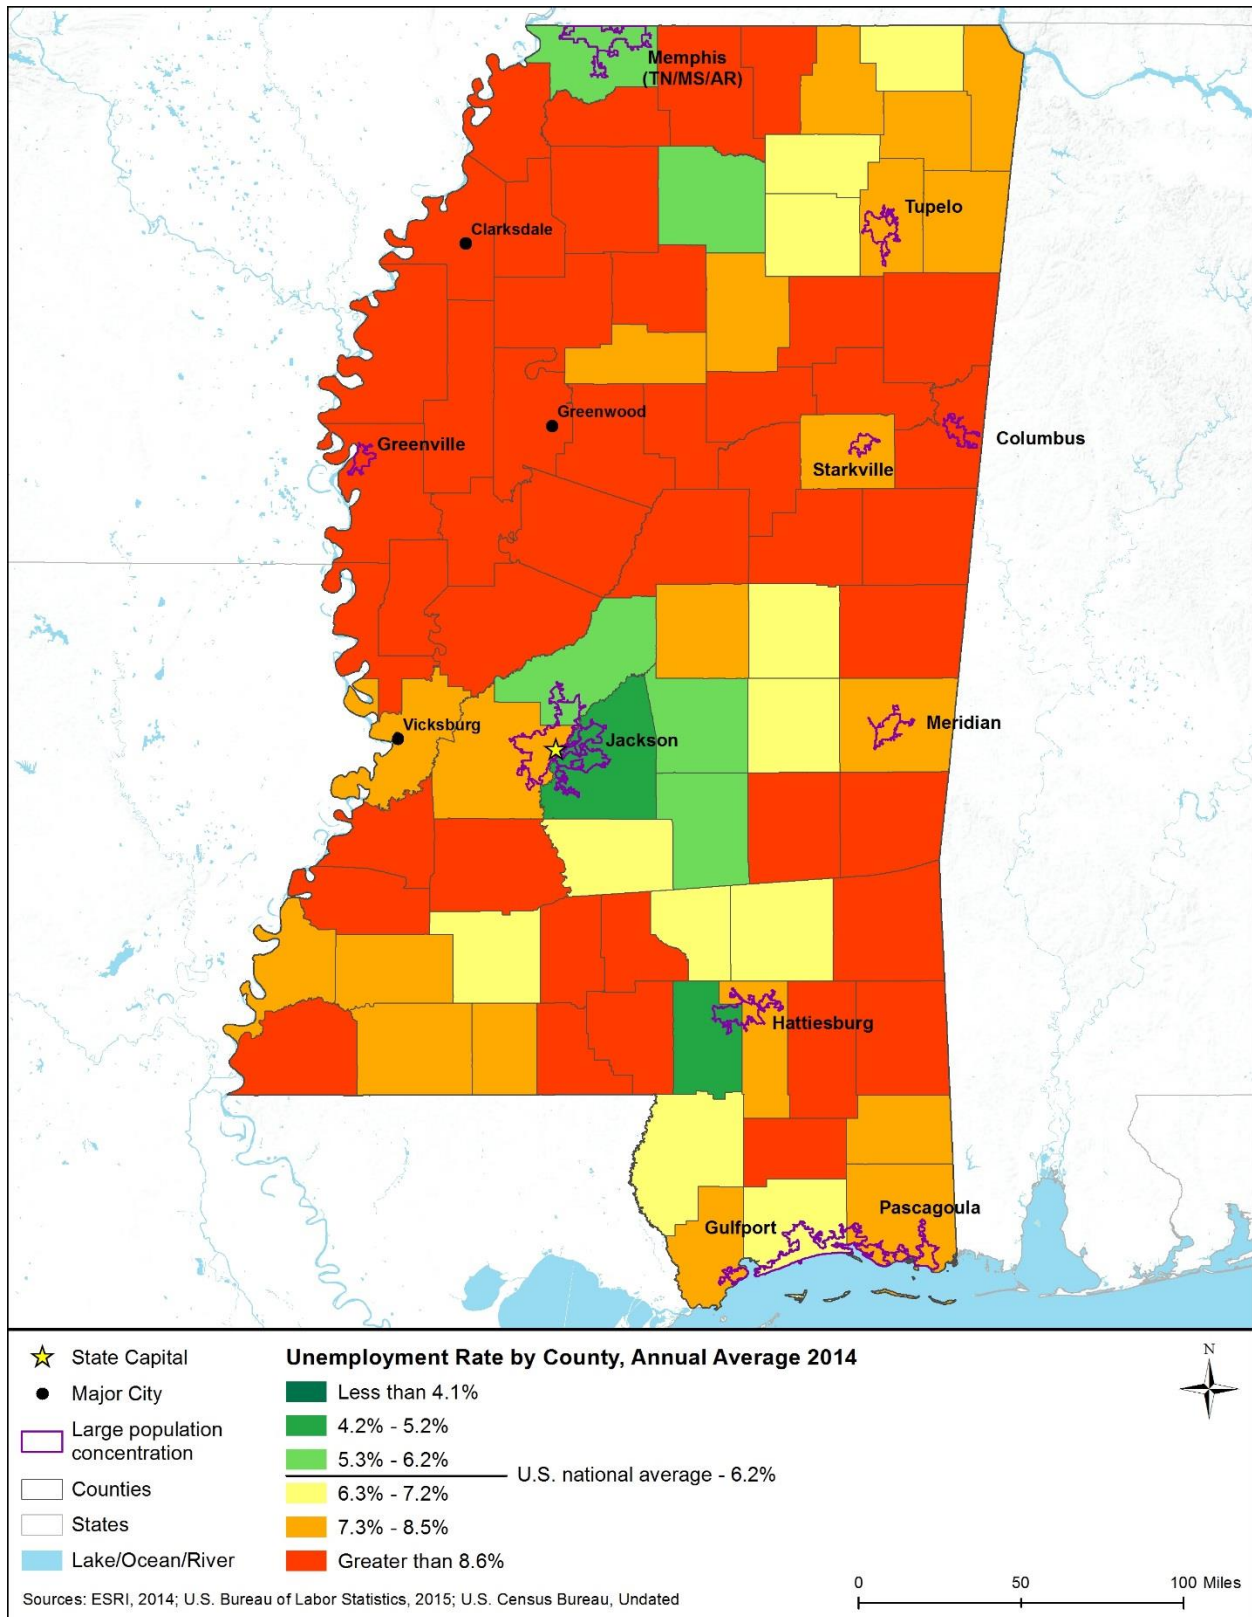 Memphis
(TN/MS/AR)
Tupelo
Clarksdale
Greenwood
Greenville
Columbus
Starkville
Vicksburg
Jackson
Meridian
Hattiesburg
Pascagoula
Gulfport
State Capital
Major City
Large population
concentration
Counties
States
Lake/Ocean/River
Unemployment Rate by County, Annual Average 2014
Less than 4.1%
4.2% - 5.2%
5.3% - 6.2%
U.S. national average - 6.2%
6.3% - 7.2%
7.3% - 8.5%
Greater than 8.6%
N
Sources: ESRI, 2014; U.S. Bureau of Labor Statistics, 2015; U.S. Census Bureau, Undated
0 50 100 Miles